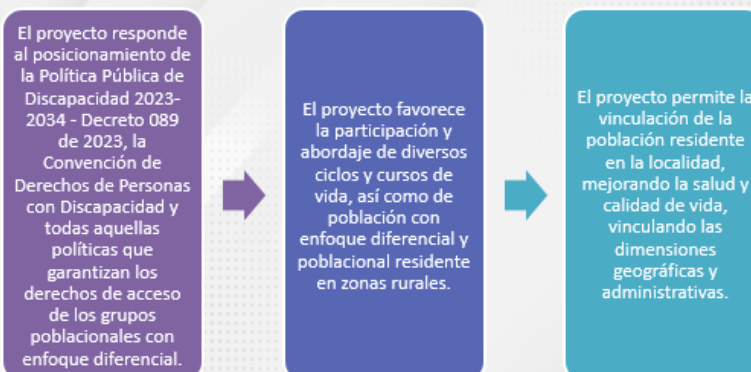 El proyecto responde
al posicionamiento de
la Política Pública de
Discapacidad 2023-
2034 - Decreto 089
de 2023, la
Convención de
Derechos de Personas
con Discapacidad y
todas aquellas
políticas que
garantizan los
derechos de acceso
de los grupos
poblacionales con
enfoque diferencial.
El proyecto favorece
la participación y
abordaje de diversos
ciclos y cursos de
vida, así como de
población con
enfoque diferencial y
poblacional residente
en zonas rurales.
El proyecto permite la
vinculación de la
población residente
en la localidad,
mejorando la salud y
calidad de vida,
vinculando las
dimensiones
geográficas y
administrativas.